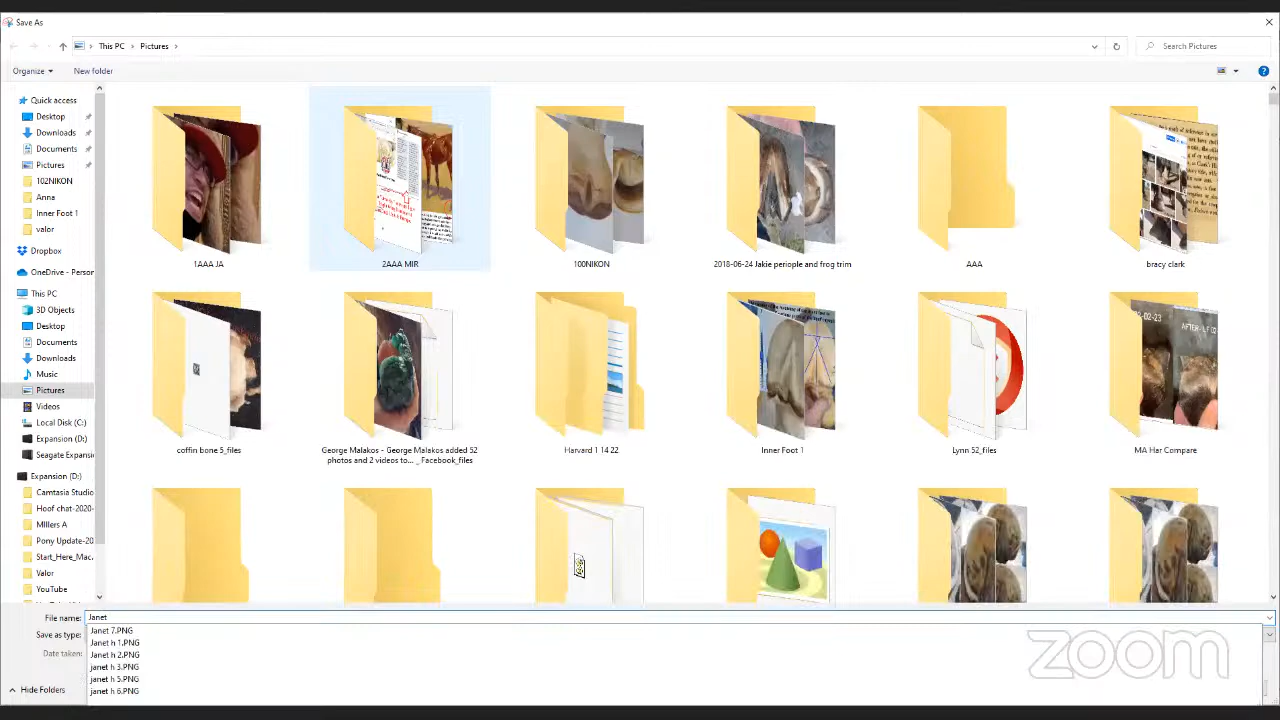 Save As
This PC > Pictures >
Search Pictures
Organize
New folder
Quick access
Desktop
Downloads
Documents
Pictures
102NIKON
Anna
Inner Foot 1
valor
Dropbox
OneDrive - Person
This PC
3D Objects
Desktop
Documents
Downloads
Music
Pictures
Videos
Local Disk (C:)
Expansion (D:)
Seagate Expansi
Expansion (D:)
Camtasia Studio
Hoof chat-2020-
MIllers A
Pony Update-20
Start_Here_Mac.
Valor
YouTube
1AAA JA
2AAA MIR
100NIKON
2018-06-24 Jakie periople and frog trim
AAA
bracy clark
coffin bone 5_files
George Malakos - George Malakos added 52
photos and 2 videos to... _ Facebook_files
Harvard 1 14 22
Inner Foot 1
Lynn 52_files
MA Har Compare
File name:
Janet
Save as type:
Date taken:
Janet 7.PNG
Janet h 1.PNG
Janet h 2.PNG
janet h 3.PNG
janet h 5.PNG
janet h 6.PNG
Hide Folders
zoom